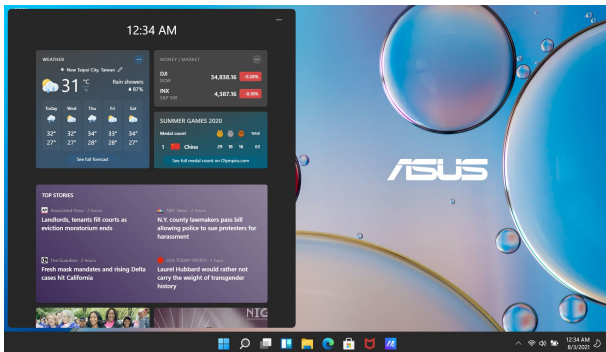 12:34 AM
WEATHER
New Taipei City, Taiwan
31 °C
Rain showers
87%
Today Wed Thu Fri Sat
32° 32° 34° 33° 34°
27° 27° 28° 27° 27°
See full forecast
MONEY | MARKET
DJI 34,838.16 -0.28%
DOW
INX 4,387.16 -0.18%
S&P 500
SUMMER GAMES 2020
Medal count Total
1 China 29 18 16 63
See full medal count on Olympics.com
TOP STORIES
AP Associated Press · 2 hours
Landlords, tenants fill courts as
eviction moratorium ends
NBC News · 2 hours
N.Y. county lawmakers pass bill
allowing police to sue protesters for
harassment
The Guardian · 2 hours
Fresh mask mandates and rising Delta
cases hit California
USA TODAY SPORTS · 1 hour
Laurel Hubbard would rather not
carry the weight of transgender
history
NIG
ASUS
12:34 AM
8/3/2021